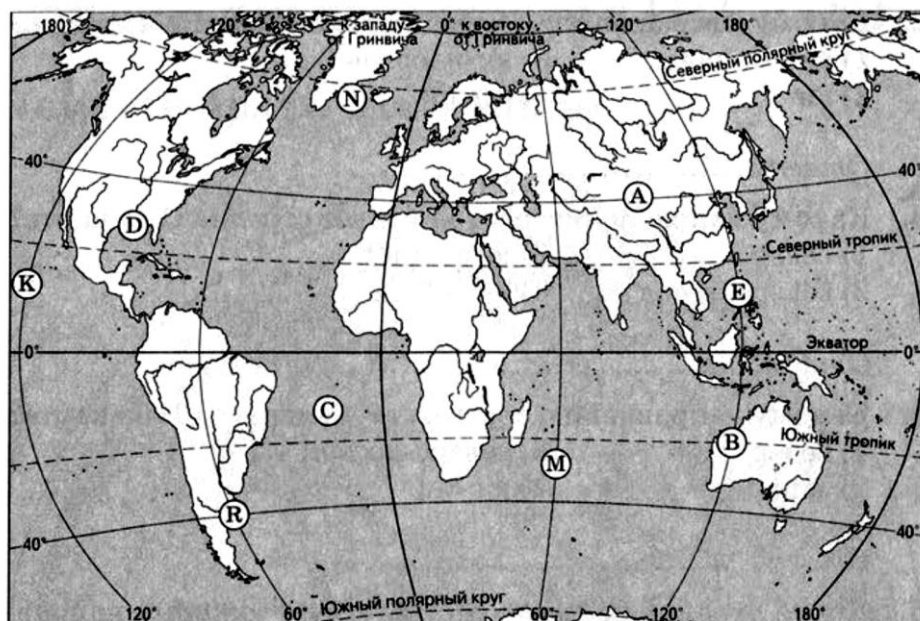 180° к западу 0° к востоку 120° 180°
от Гринвича от Гринвича
Северный полярный круг
N
40° 40°
A
D
Северный тропик
K
E
0° Экватор 0°
C
B
Южный тропик
M
R
40° 40°
Южный полярный круг
120° 60° 0° 60° 120° 180°